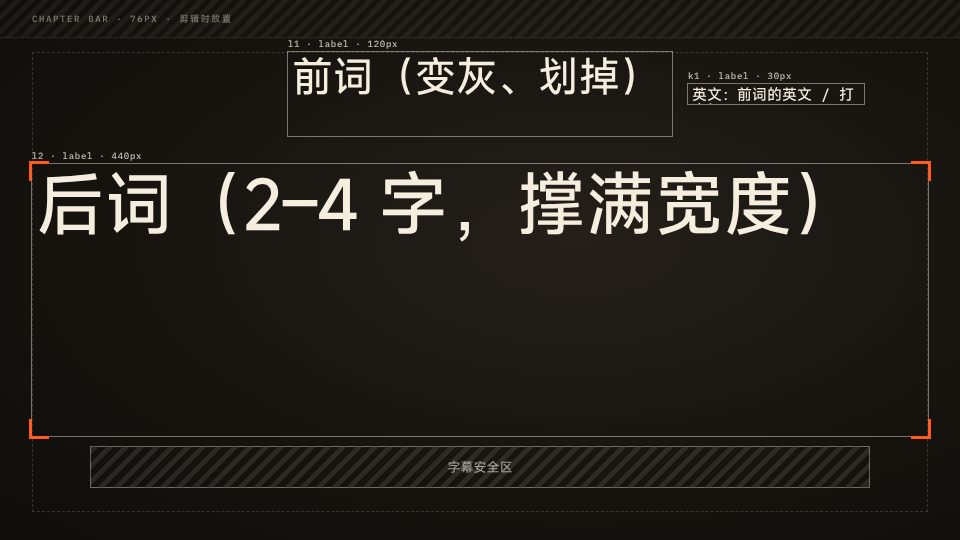 CHAPTER BAR · 76PX · 剪辑时放置
l1 · label · 120px
前词（变灰、划掉）
k1 · label · 30px
英文: 前词的英文 / 打
l2 · label · 440px
后词（2–4 字，撑满宽度）
字幕安全区